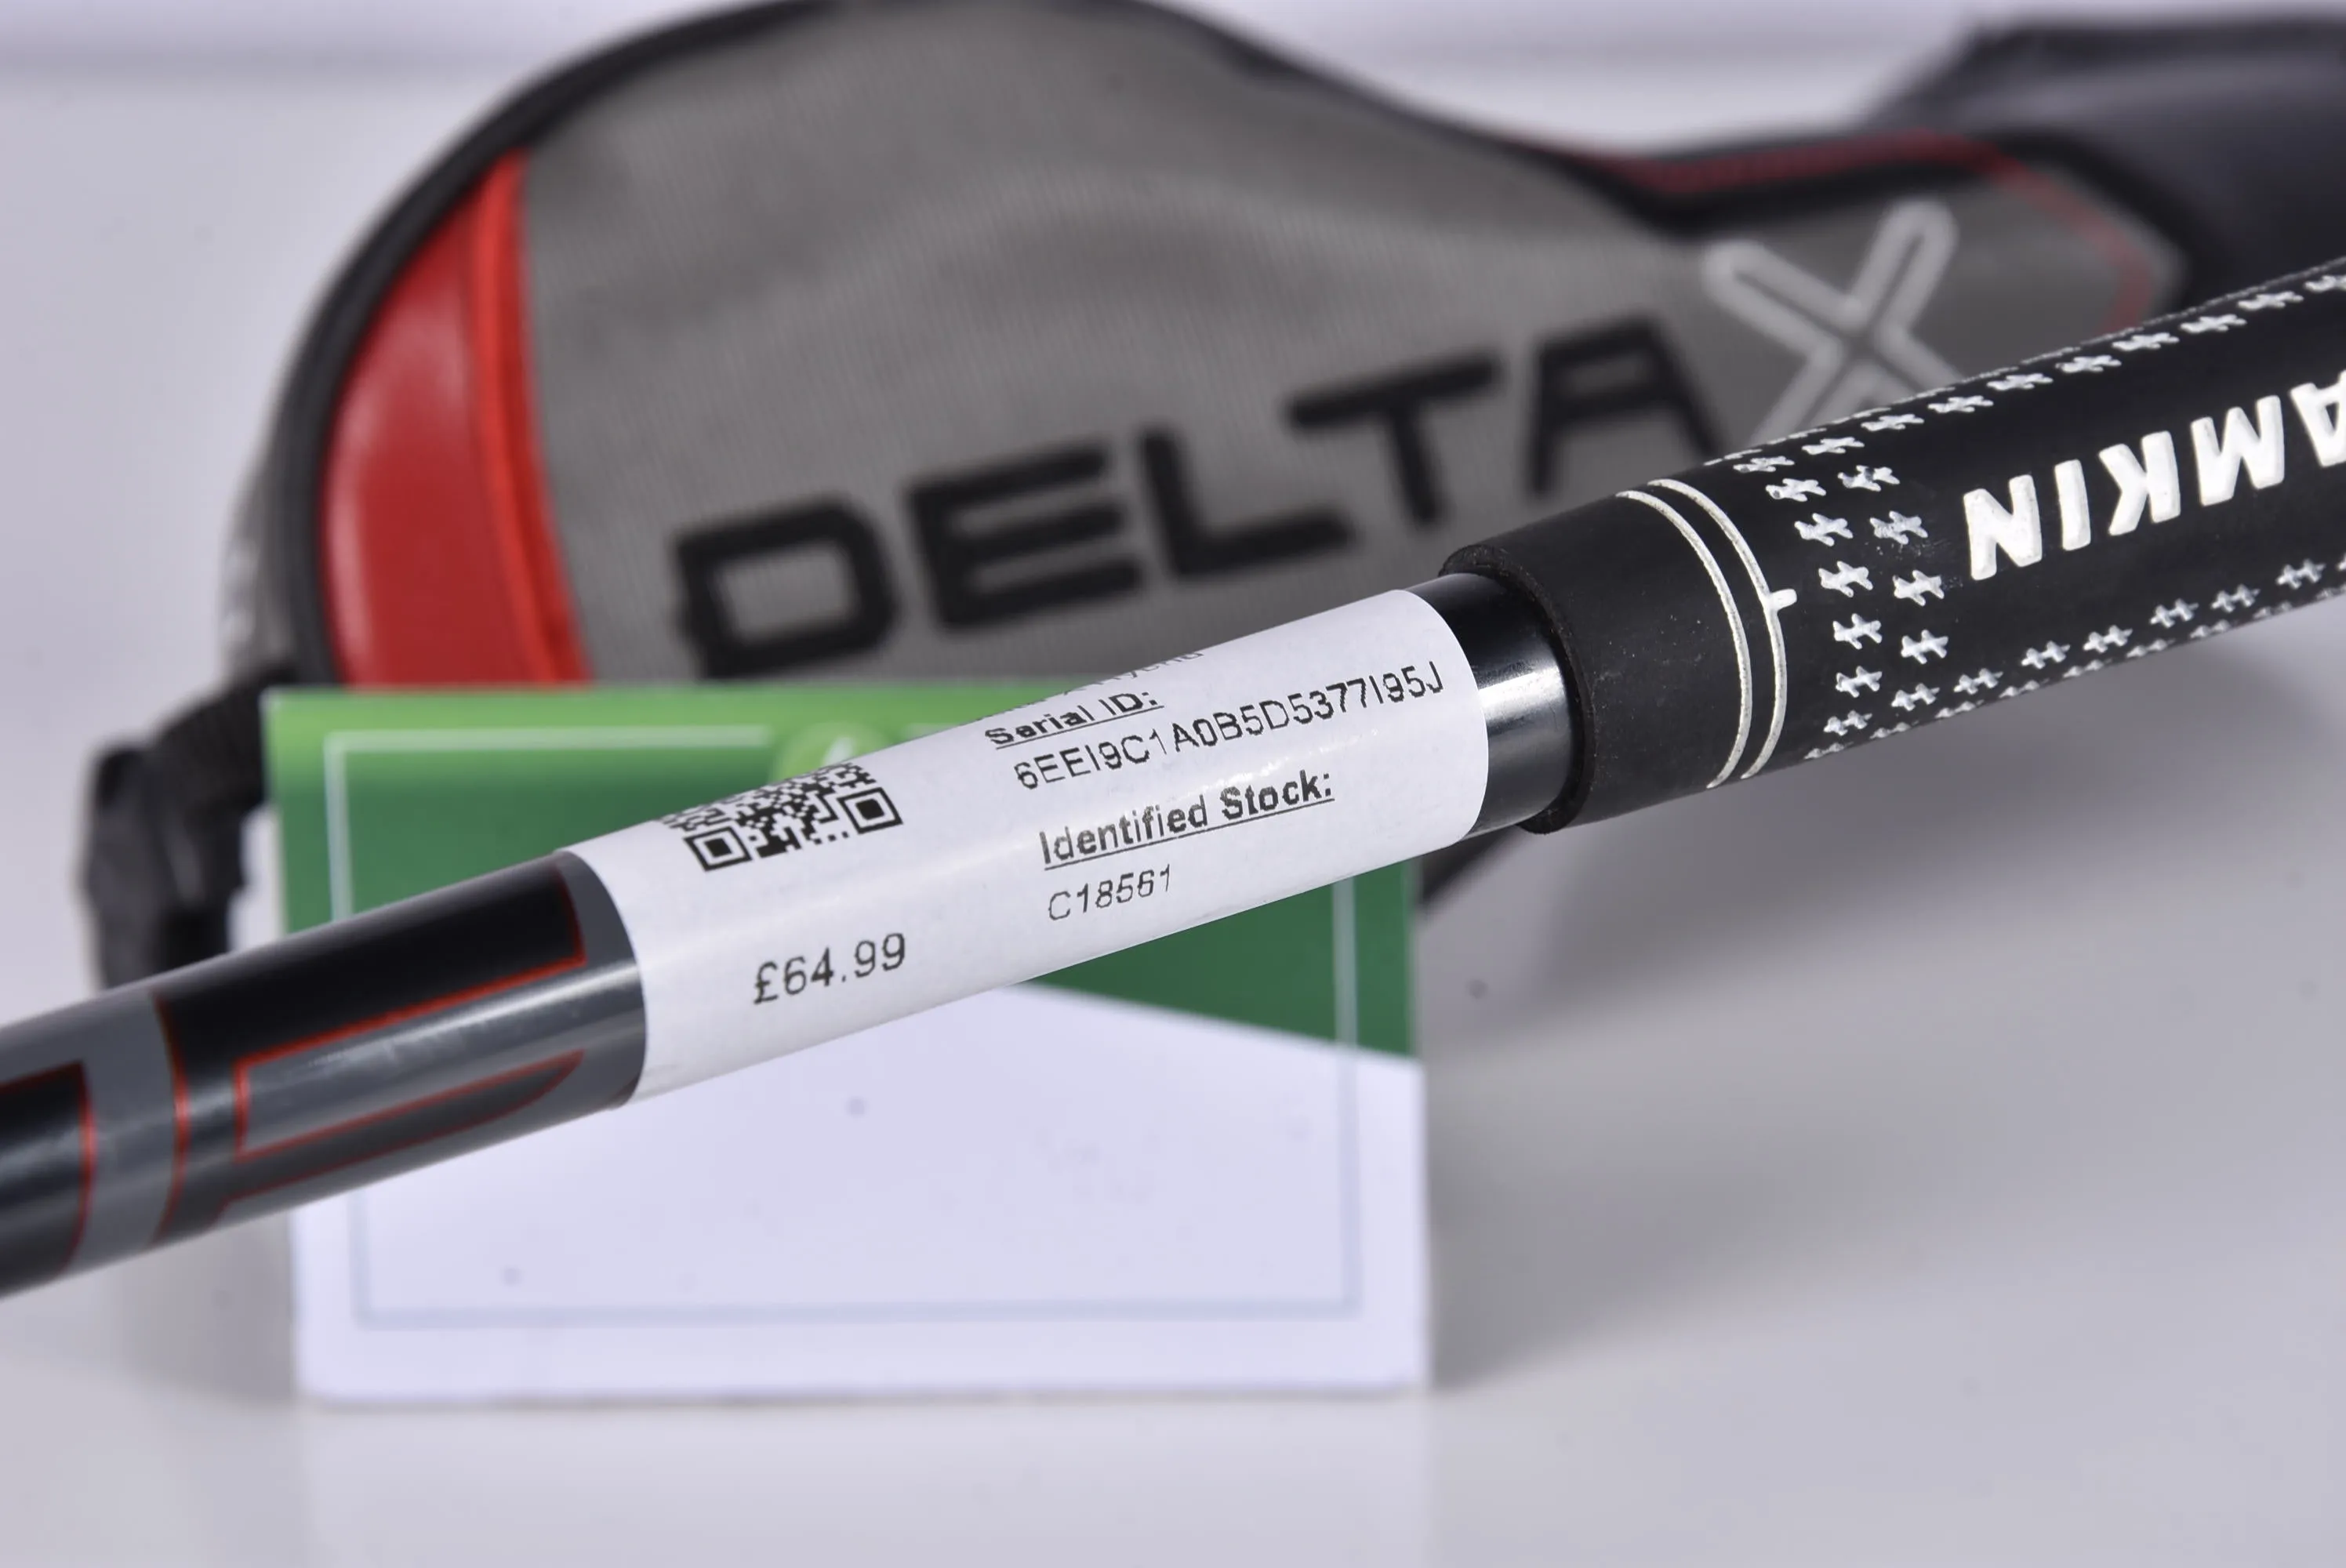 DELTA X
AMKIN
Serial ID:
6EEI9C1A0B5D5377I95J
Identified Stock:
C18561
£64.99